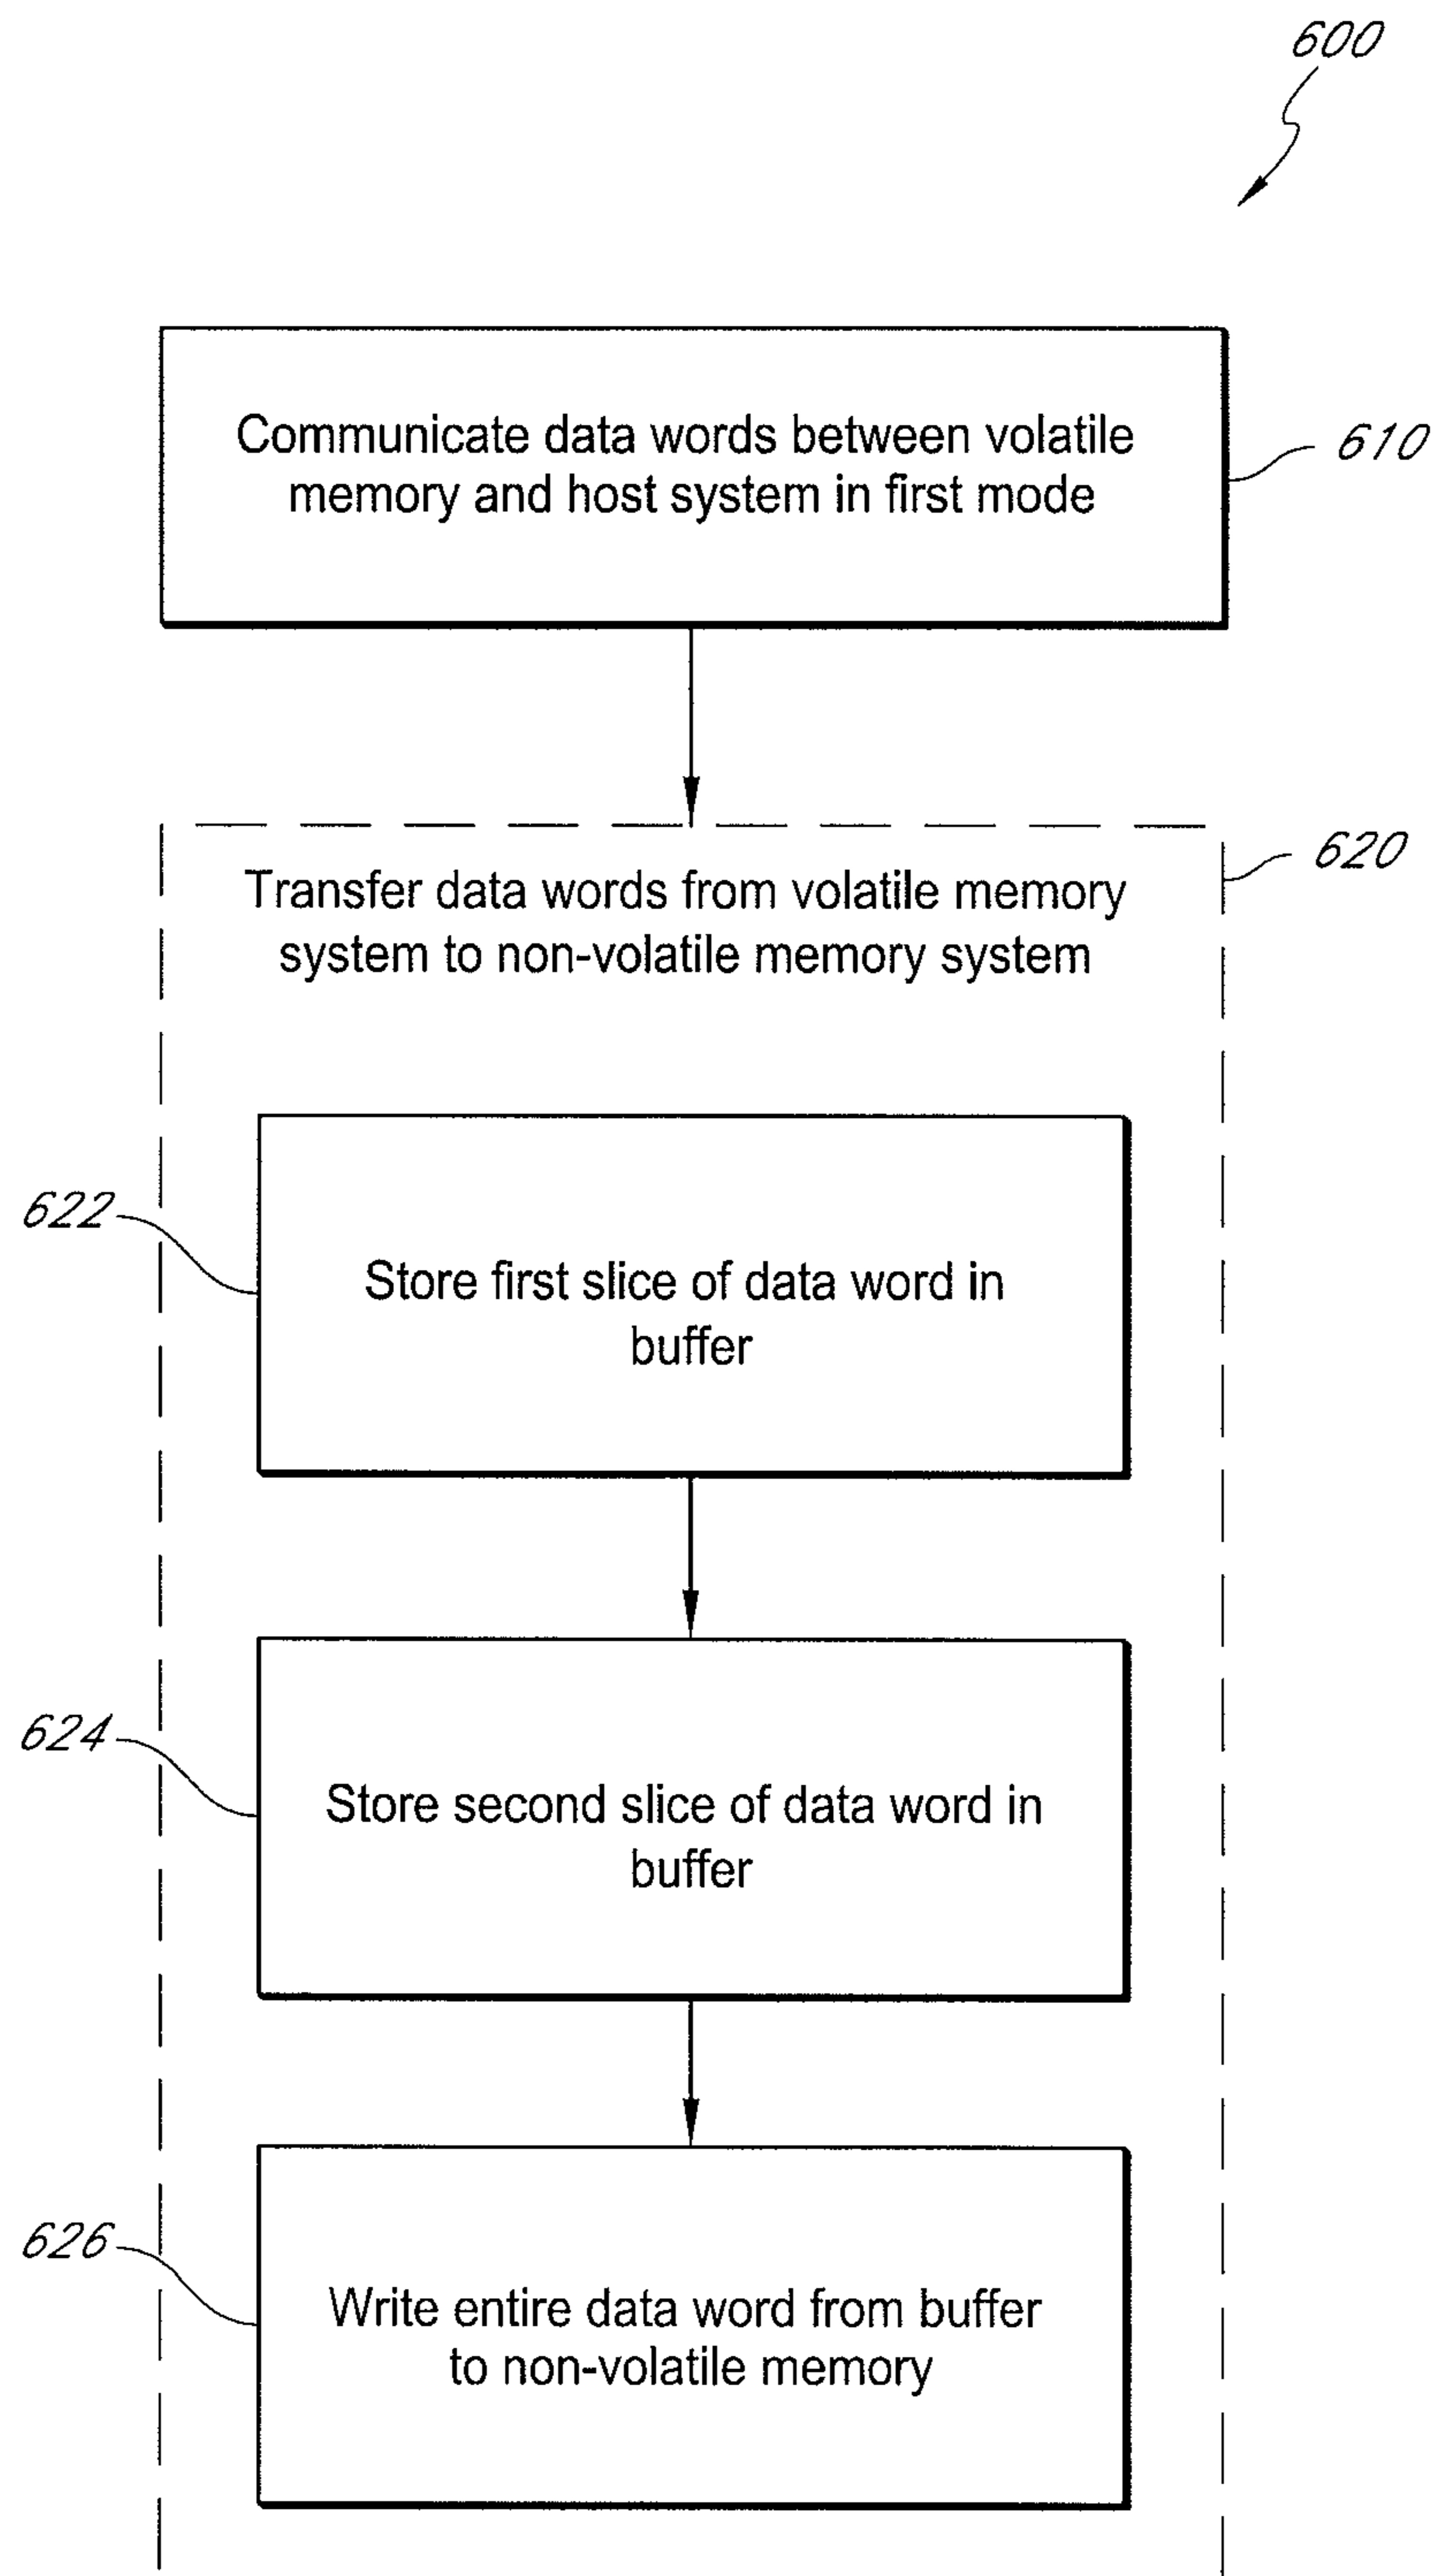 600
Communicate data words between volatile
memory and host system in first mode
610
620
Transfer data words from volatile memory
system to non-volatile memory system
622
Store first slice of data word in
buffer
624
Store second slice of data word in
buffer
626
Write entire data word from buffer
to non-volatile memory